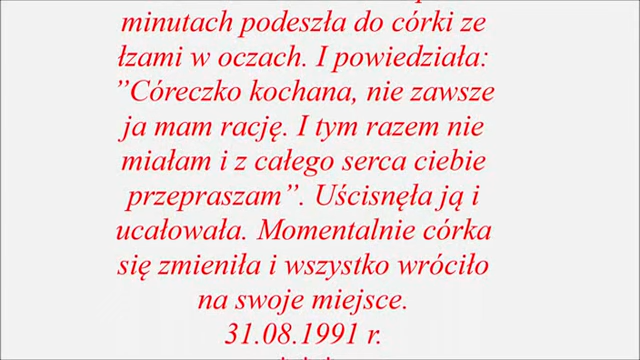 minutach podeszła do córki ze
łzami w oczach. I powiedziała:
”Córeczko kochana, nie zawsze
ja mam rację. I tym razem nie
miałam i z całego serca ciebie
przepraszam”. Uścisnęła ją i
ucałowała. Momentalnie córka
się zmieniła i wszystko wróciło
na swoje miejsce.
31.08.1991 r.